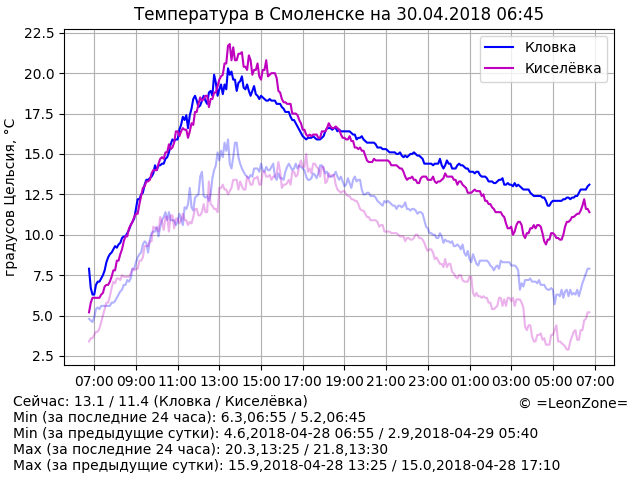 Температура в Смоленске на 30.04.2018 06:45
градусов Цельсия, °C
22.5
20.0
17.5
15.0
12.5
10.0
7.5
5.0
2.5
Кловка
Киселёвка
07:00 09:00 11:00 13:00 15:00 17:00 19:00 21:00 23:00 01:00 03:00 05:00 07:00
Сейчас: 13.1 / 11.4 (Кловка / Киселёвка)
© =LeonZone=
Min (за последние 24 часа): 6.3,06:55 / 5.2,06:45
Min (за предыдущие сутки): 4.6,2018-04-28 06:55 / 2.9,2018-04-29 05:40
Max (за последние 24 часа): 20.3,13:25 / 21.8,13:30
Max (за предыдущие сутки): 15.9,2018-04-28 13:25 / 15.0,2018-04-28 17:10